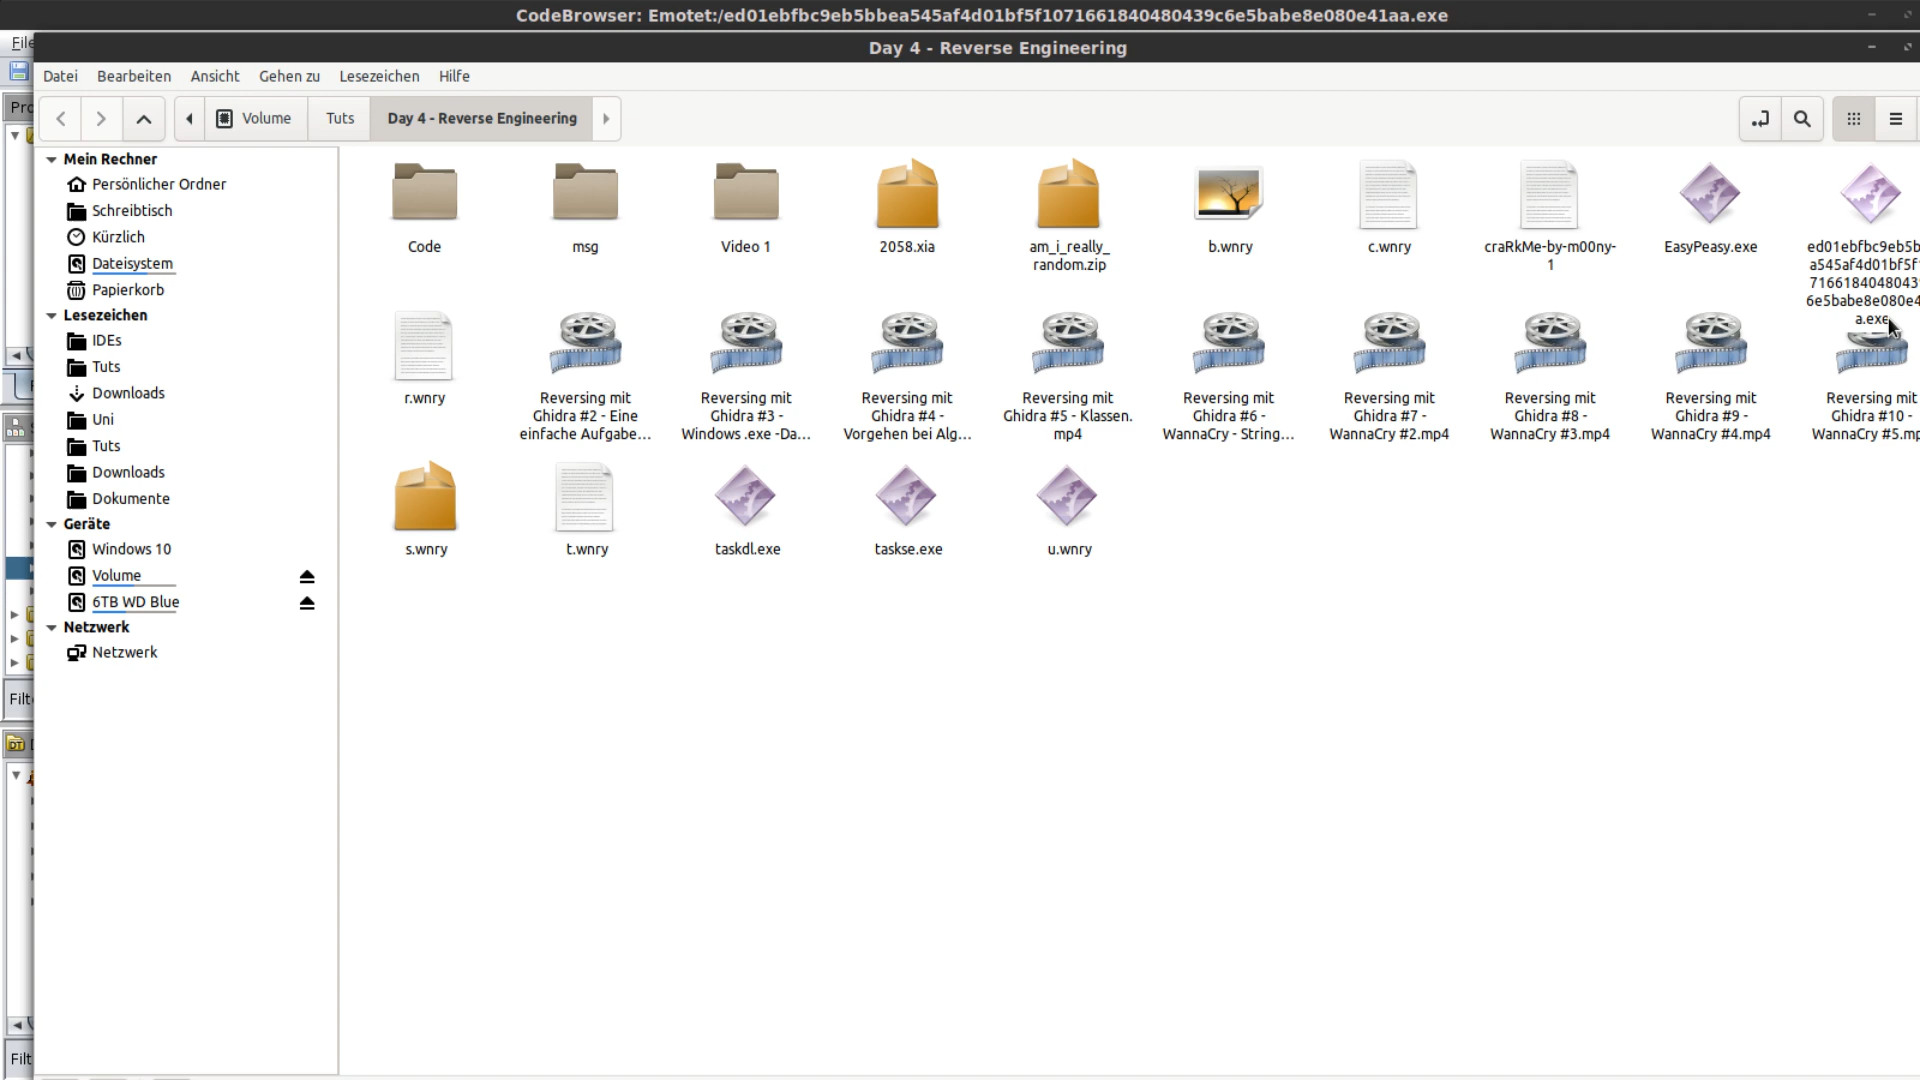 CodeBrowser: Emotet:/ed01ebfbc9eb5bbea545af4d01bf5f1071661840480439c6e5babe8e080e41aa.exe
File
Day 4 - Reverse Engineering
Datei Bearbeiten Ansicht Gehen zu Lesezeichen Hilfe
Pro
Volume Tuts Day 4 - Reverse Engineering
Mein Rechner
Persönlicher Ordner
Schreibtisch
Kürzlich
Dateisystem
Papierkorb
Lesezeichen
IDEs
Tuts
Downloads
Uni
Tuts
Downloads
Dokumente
Geräte
Windows 10
Volume
6TB WD Blue
Netzwerk
Netzwerk
Filte
DT
Filt
Code
msg
Video 1
2058.xia
am_i_really_
random.zip
b.wnry
c.wnry
craRkMe-by-m00ny-
1
EasyPeasy.exe
ed01ebfbc9eb5b
a545af4d01bf5f
7166184048043
6e5babe8e080e4
a.exe
r.wnry
Reversing mit
Ghidra #2 - Eine
einfache Aufgabe...
Reversing mit
Ghidra #3 -
Windows .exe -Da...
Reversing mit
Ghidra #4 -
Vorgehen bei Alg...
Reversing mit
Ghidra #5 - Klassen.
mp4
Reversing mit
Ghidra #6 -
WannaCry - String...
Reversing mit
Ghidra #7 -
WannaCry #2.mp4
Reversing mit
Ghidra #8 -
WannaCry #3.mp4
Reversing mit
Ghidra #9 -
WannaCry #4.mp4
Reversing mit
Ghidra #10 -
WannaCry #5.mp
s.wnry
t.wnry
taskdl.exe
taskse.exe
u.wnry